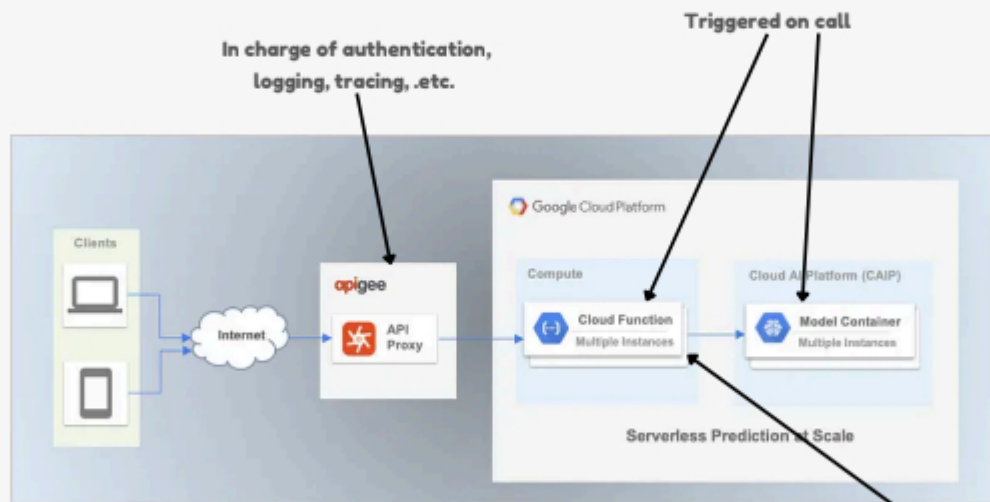 Triggered on call
In charge of authentication,
logging, tracing, .etc.
Google Cloud Platform
Clients
Compute
Cloud AI Platform (CAIP)
apigee
Cloud Function
Multiple Instances
Model Container
Multiple Instances
Internet
API
Proxy
Serverless Prediction at Scale